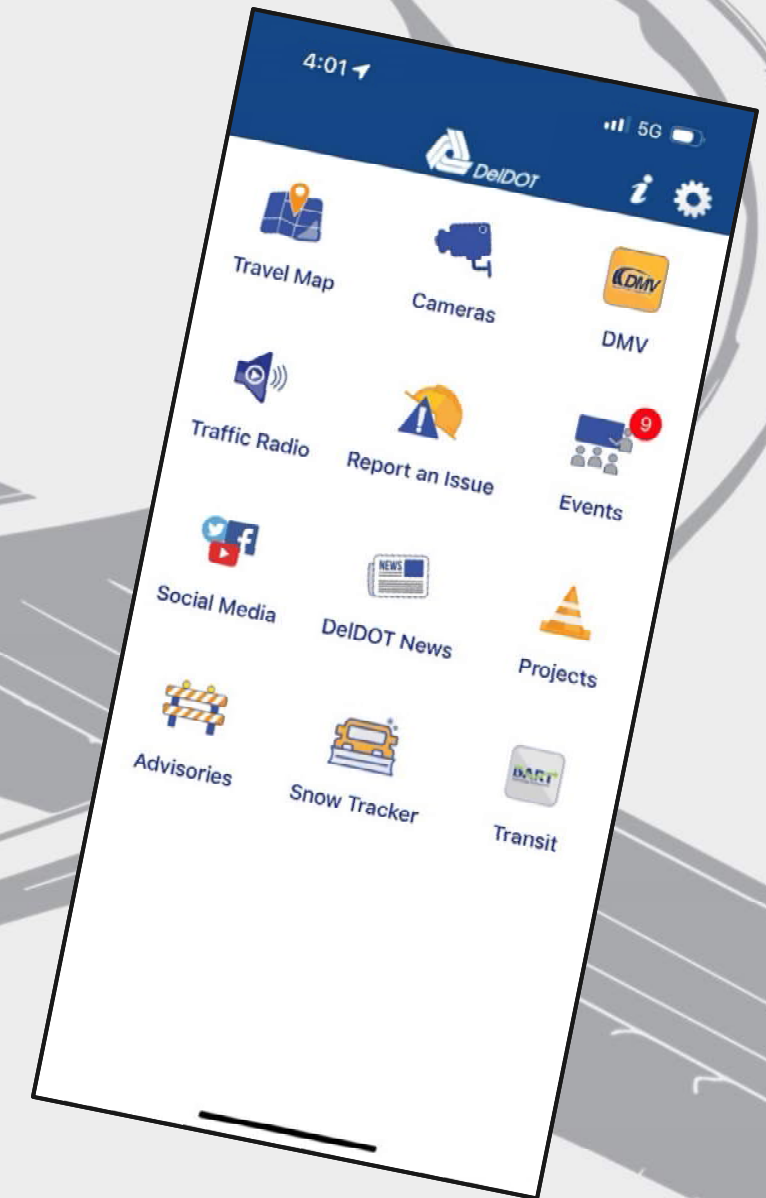 4:01
5G
DelDOT
i
Travel Map
Cameras
DMV
DMV
Traffic Radio
Report an Issue
9
Events
NEWS
Social Media
DelDOT News
Projects
DART
Advisories
Snow Tracker
Transit